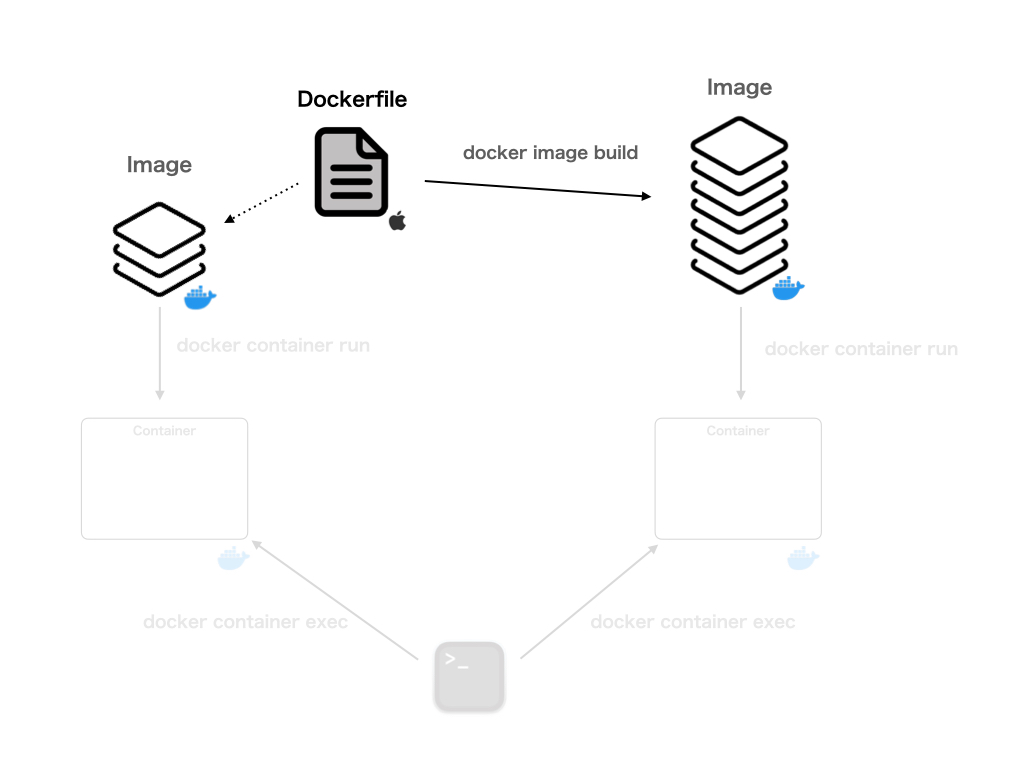 Image
Dockerfile
docker image build
Image
docker container run
docker container run
Container
Container
docker container exec
docker container exec
>_